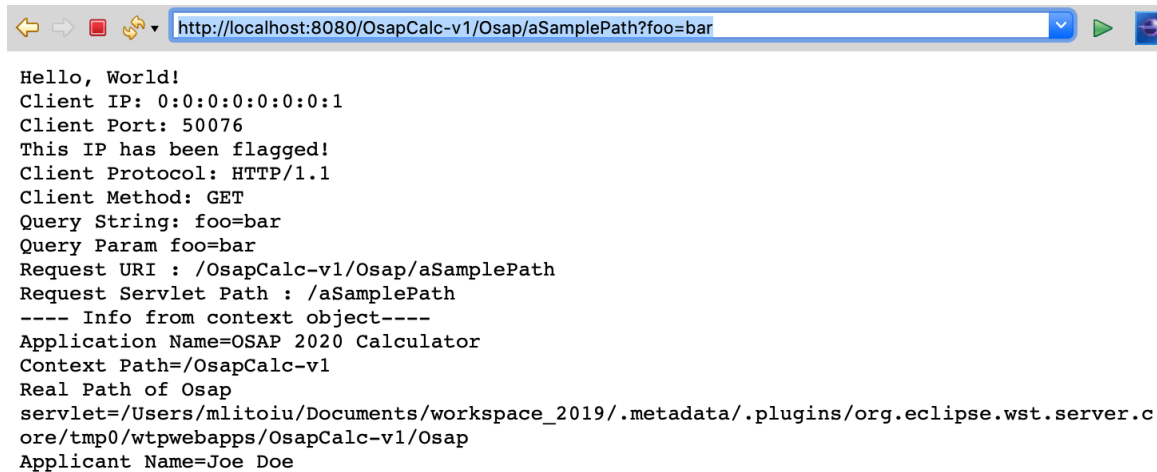 http://localhost:8080/OsapCalc-v1/Osap/aSamplePath?foo=bar
Hello, World!
Client IP: 0:0:0:0:0:0:0:1
Client Port: 50076
This IP has been flagged!
Client Protocol: HTTP/1.1
Client Method: GET
Query String: foo=bar
Query Param foo=bar
Request URI : /OsapCalc-v1/Osap/aSamplePath
Request Servlet Path : /aSamplePath
---- Info from context object----
Application Name=OSAP 2020 Calculator
Context Path=/OsapCalc-v1
Real Path of Osap
servlet=/Users/mlitoiu/Documents/workspace_2019/.metadata/.plugins/org.eclipse.wst.server.c
ore/tmp0/wtpwebapps/OsapCalc-v1/Osap
Applicant Name=Joe Doe